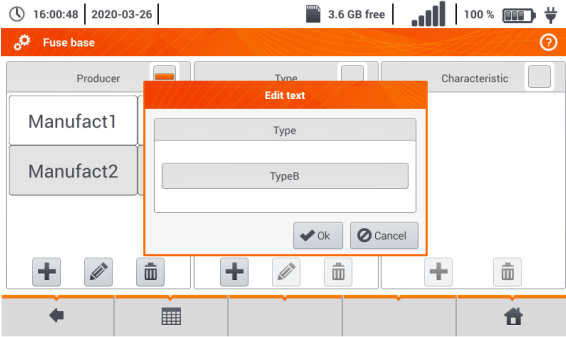 16:00:48 2020-03-26 3.6 GB free 100 %
Fuse base
Producer Type Characteristic
Edit text
Manufact1
Type
Manufact2
TypeB
Ok Cancel